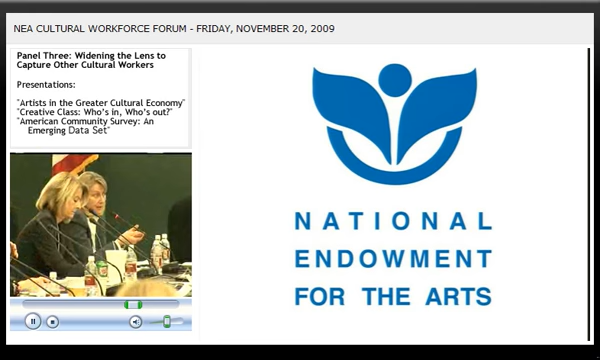 NEA CULTURAL WORKFORCE FORUM - FRIDAY, NOVEMBER 20, 2009
Panel Three: Widening the Lens to
Capture Other Cultural Workers
Presentations:
"Artists in the Greater Cultural Economy"
"Creative Class: Who's in, Who's out?"
"American Community Survey: An
Emerging Data Set"
NATIONAL
ENDOWMENT
FOR THE ARTS